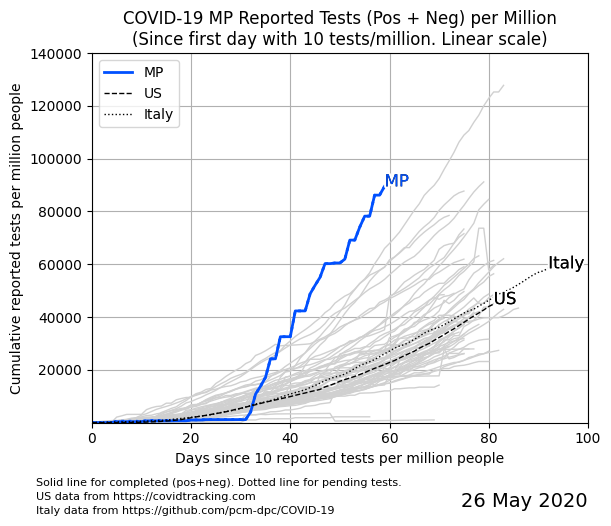 COVID-19 MP Reported Tests (Pos + Neg) per Million
(Since first day with 10 tests/million. Linear scale)
Cumulative reported tests per million people
140000
120000
100000
80000
60000
40000
20000
MP
US
Italy
MP
Italy
US
0
20
40
60
80
100
Days since 10 reported tests per million people
Solid line for completed (pos+neg). Dotted line for pending tests.
US data from https://covidtracking.com
Italy data from https://github.com/pcm-dpc/COVID-19
26 May 2020